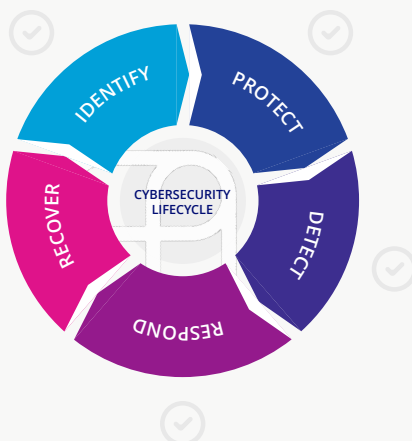 IDENTIFY
PROTECT
DETECT
RESPOND
RECOVER
CYBERSECURITY
LIFECYCLE